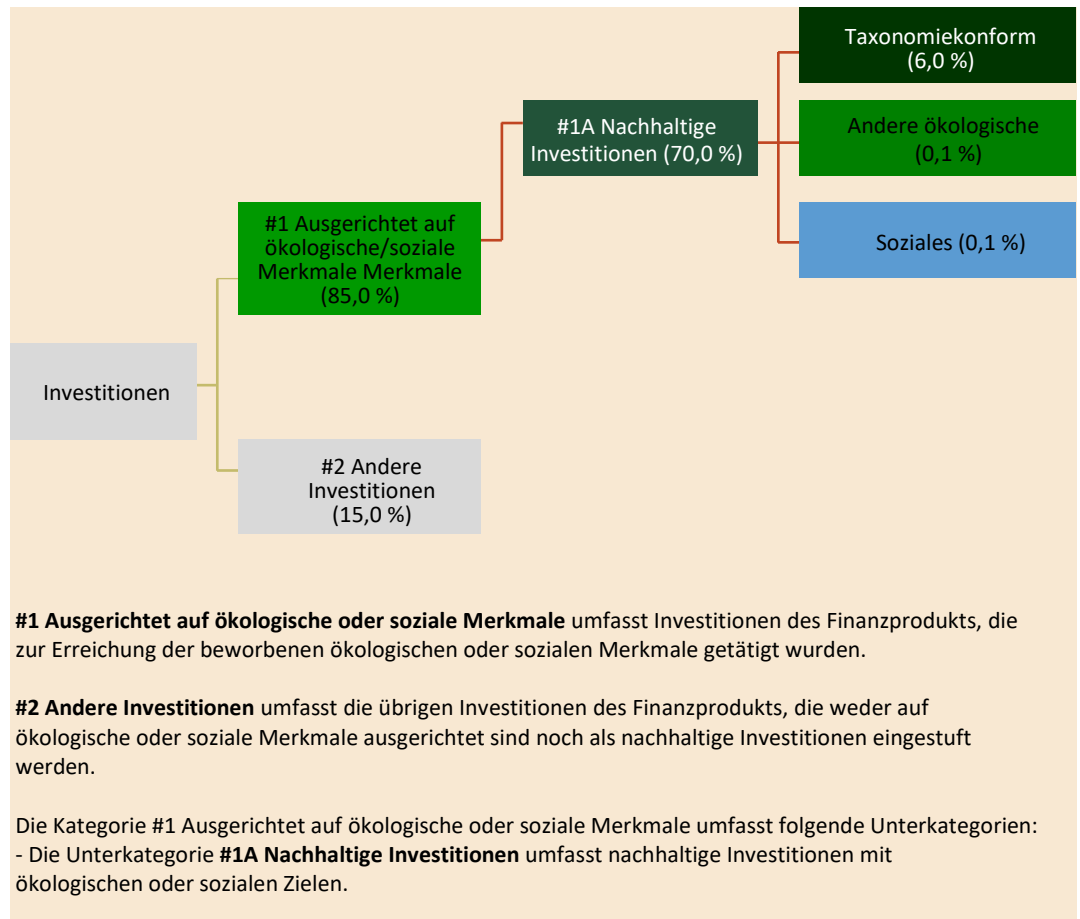 Taxonomiekonform
(6,0 %)
#1A Nachhaltige
Investitionen (70,0 %)
Andere ökologische
(0,1 %)
#1 Ausgerichtet auf
ökologische/soziale
Merkmale Merkmale
(85,0 %)
Soziales (0,1 %)
Investitionen
#2 Andere
Investitionen
(15,0 %)
#1 Ausgerichtet auf ökologische oder soziale Merkmale umfasst Investitionen des Finanzprodukts, die
zur Erreichung der beworbenen ökologischen oder sozialen Merkmale getätigt wurden.
#2 Andere Investitionen umfasst die übrigen Investitionen des Finanzprodukts, die weder auf
ökologische oder soziale Merkmale ausgerichtet sind noch als nachhaltige Investitionen eingestuft
werden.
Die Kategorie #1 Ausgerichtet auf ökologische oder soziale Merkmale umfasst folgende Unterkategorien:
- Die Unterkategorie #1A Nachhaltige Investitionen umfasst nachhaltige Investitionen mit
ökologischen oder sozialen Zielen.